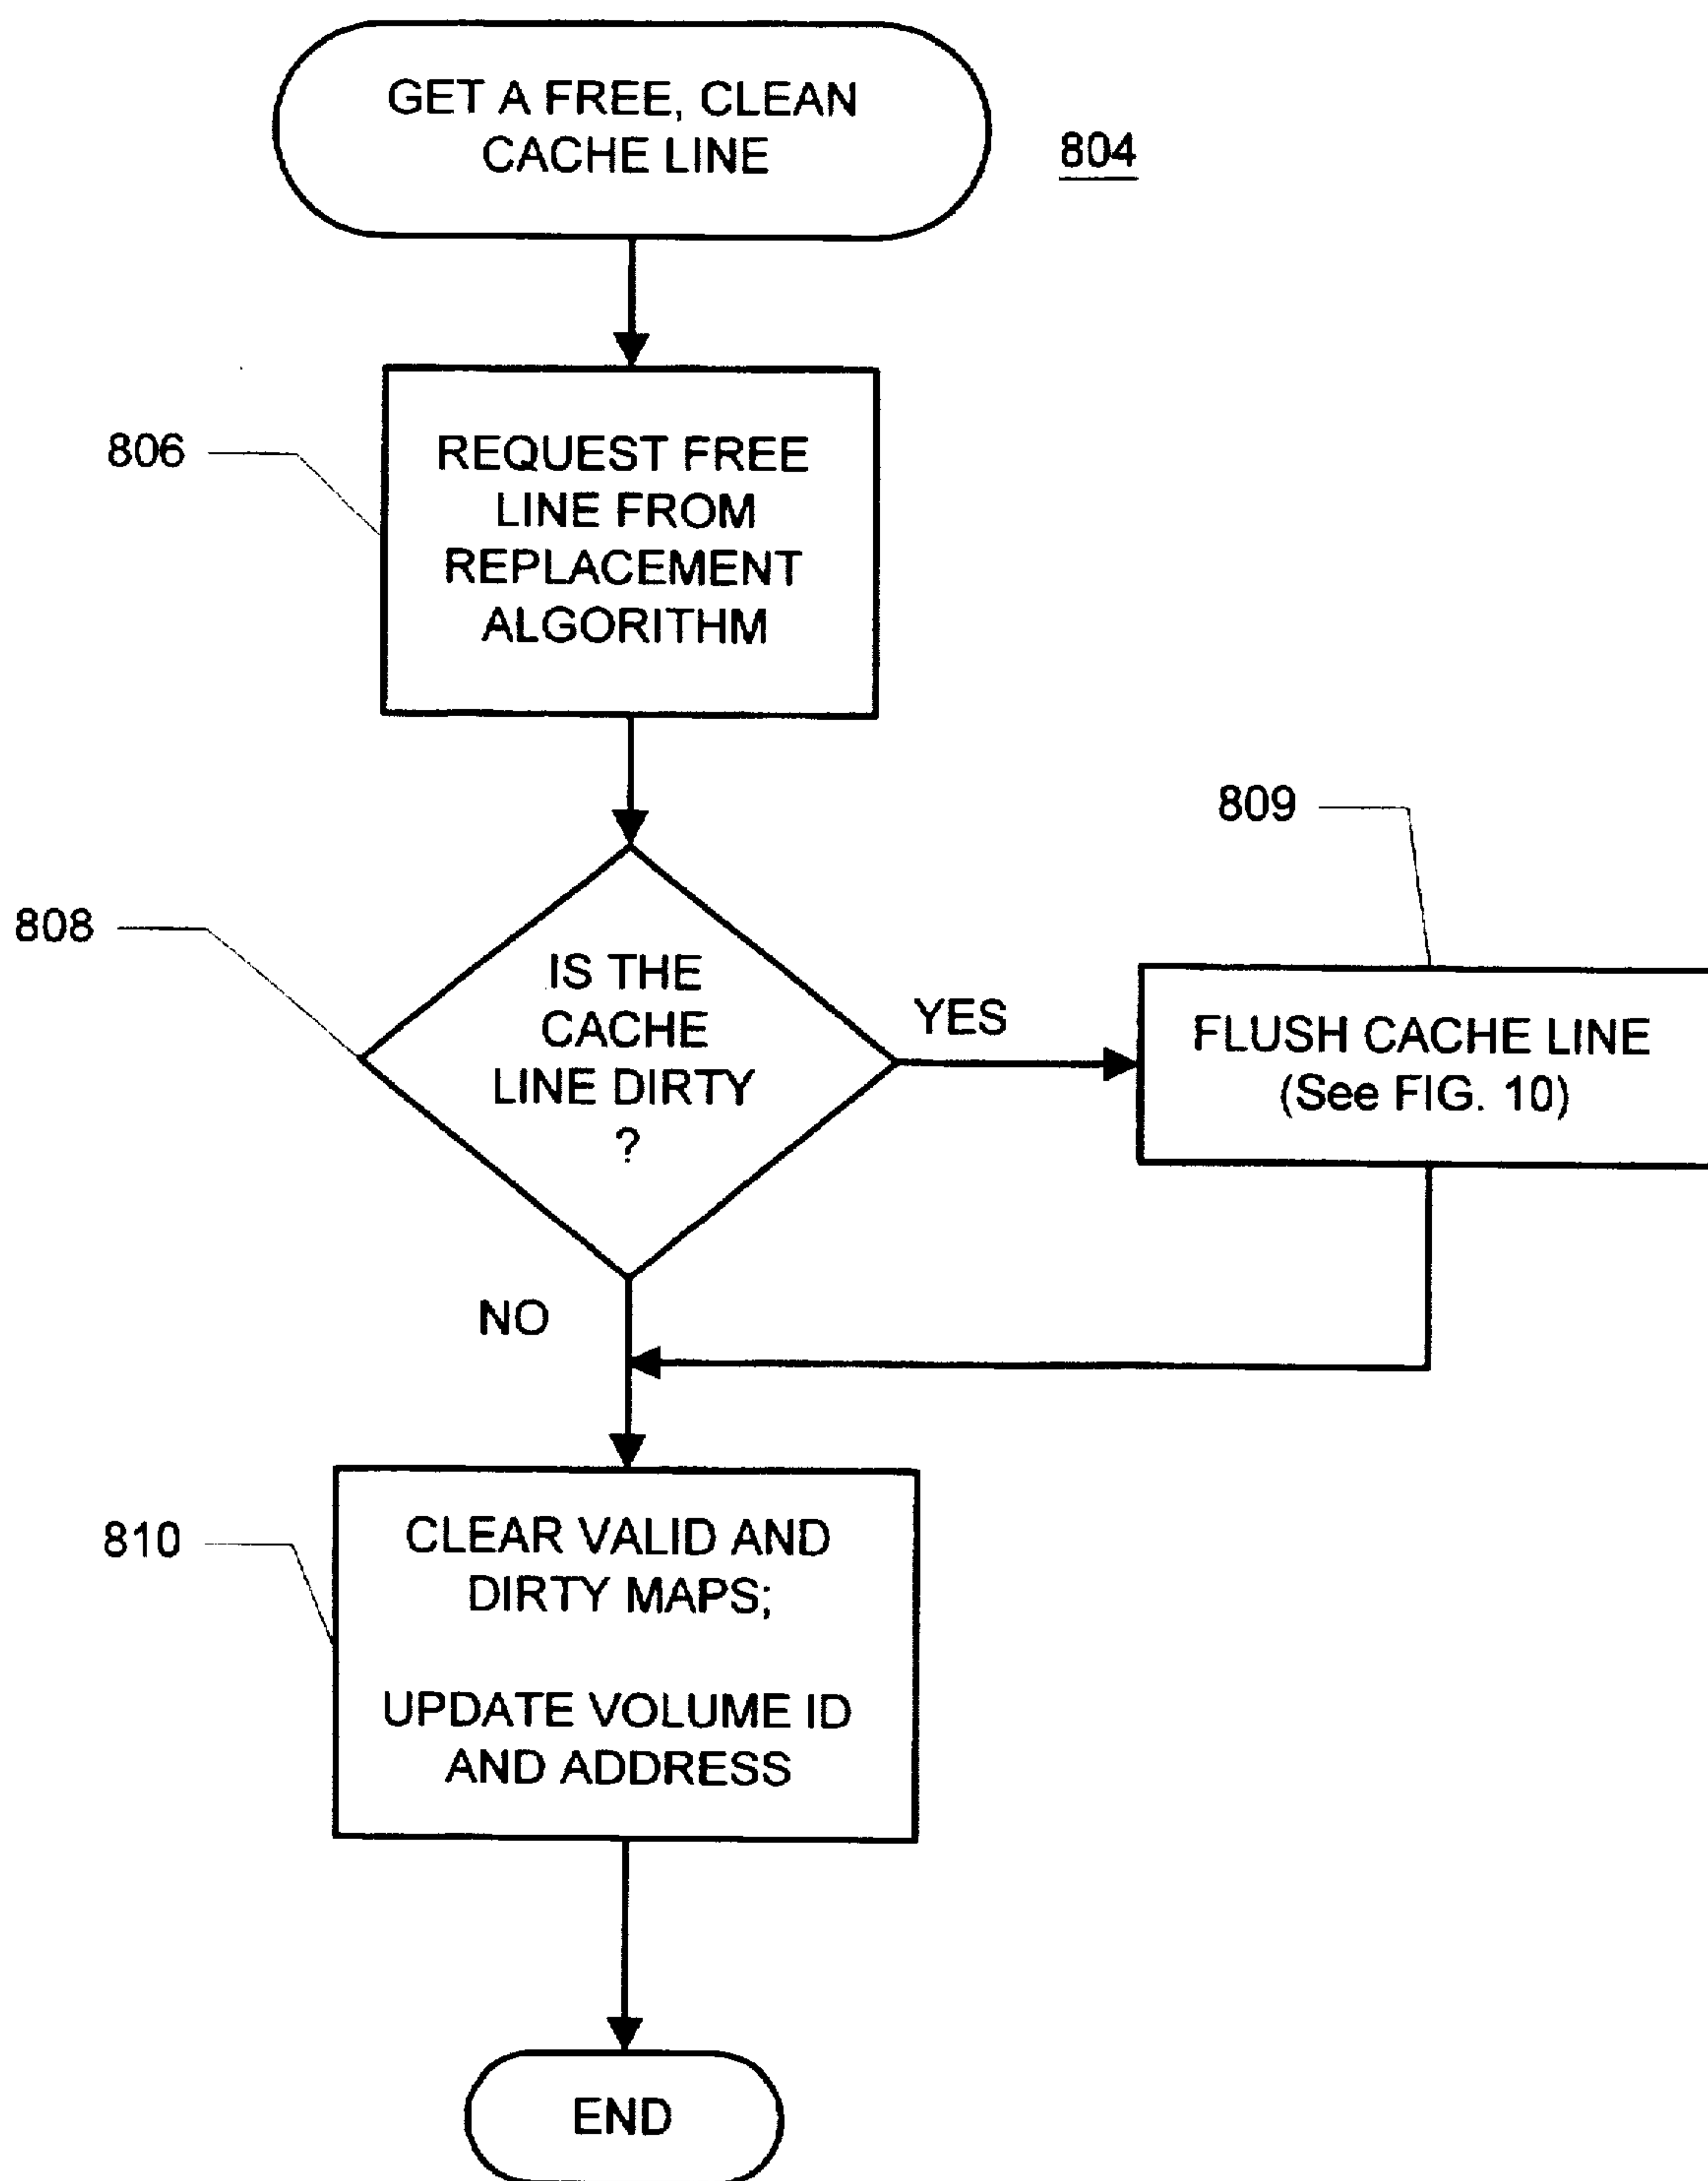 GET A FREE, CLEAN
CACHE LINE
804
806
REQUEST FREE
LINE FROM
REPLACEMENT
ALGORITHM
809
808
IS THE
CACHE
LINE DIRTY
?
YES
FLUSH CACHE LINE
(See FIG. 10)
NO
810
CLEAR VALID AND
DIRTY MAPS;
UPDATE VOLUME ID
AND ADDRESS
END